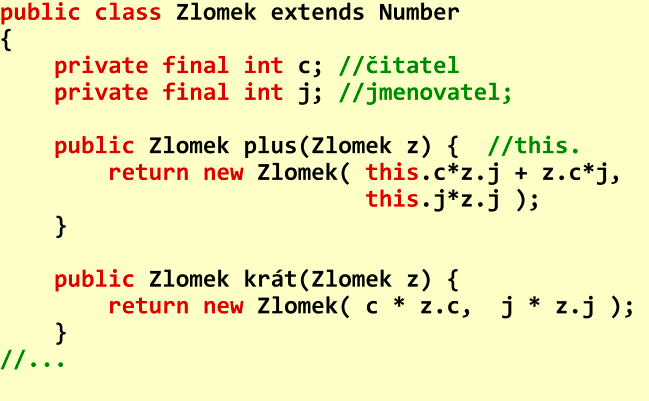 public class Zlomek extends Number
{
    private final int c; //čitatel
    private final int j; //jmenovatel;

    public Zlomek plus(Zlomek z) {  //this.
        return new Zlomek( this.c*z.j + z.c*j,
                           this.j*z.j );
    }

    public Zlomek krát(Zlomek z) {
        return new Zlomek( c * z.c,  j * z.j );
    }
//...